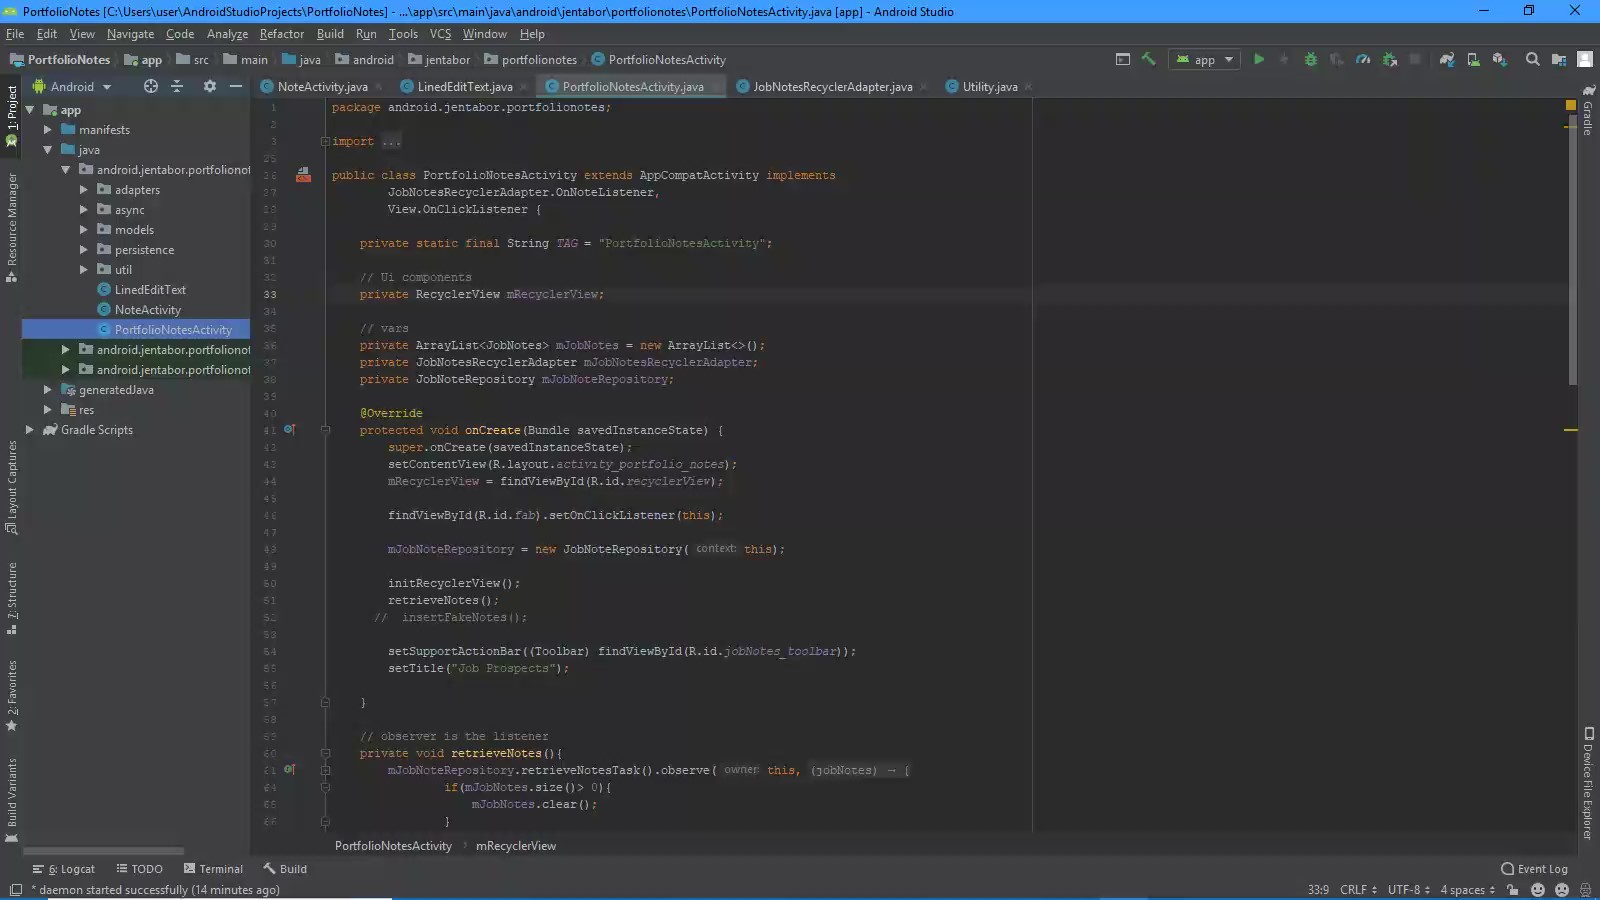 PortfolioNotes [C:\Users\user\AndroidStudioProjects\PortfolioNotes] - ...\app\src\main\java\android\jentabor\portfolionotes\PortfolioNotesActivity.java [app] - Android Studio
File Edit View Navigate Code Analyze Refactor Build Run Tools VCS Window Help
PortfolioNotes app src main java android jentabor portfolionotes PortfolioNotesActivity
app
Android
NoteActivity.java LinedEditText.java PortfolioNotesActivity.java JobNotesRecyclerAdapter.java Utility.java
1: Project
Resource Manager
Layout Captures
7: Structure
2: Favorites
Build Variants
app
manifests
java
android.jentabor.portfolionot
adapters
async
models
persistence
util
LinedEditText
NoteActivity
PortfolioNotesActivity
android.jentabor.portfolionot
android.jentabor.portfolionot
generatedJava
res
Gradle Scripts
1 package android.jentabor.portfolionotes;
2
3 import ...
25
26 public class PortfolioNotesActivity extends AppCompatActivity implements
27 JobNotesRecyclerAdapter.OnNoteListener,
28 View.OnClickListener {
29
30 private static final String TAG = "PortfolioNotesActivity";
31
32 // Ui components
33 private RecyclerView mRecyclerView;
34
35 // vars
36 private ArrayList<JobNotes> mJobNotes = new ArrayList<>();
37 private JobNotesRecyclerAdapter mJobNotesRecyclerAdapter;
38 private JobNoteRepository mJobNoteRepository;
39
40 @Override
41 protected void onCreate(Bundle savedInstanceState) {
42 super.onCreate(savedInstanceState);
43 setContentView(R.layout.activity_portfolio_notes);
44 mRecyclerView = findViewById(R.id.recyclerView);
45
46 findViewById(R.id.fab).setOnClickListener(this);
47
48 mJobNoteRepository = new JobNoteRepository( context: this);
49
50 initRecyclerView();
51 retrieveNotes();
52 // insertFakeNotes();
53
54 setSupportActionBar((Toolbar) findViewById(R.id.jobNotes_toolbar));
55 setTitle("Job Prospects");
56
57 }
58
59 // observer is the listener
60 private void retrieveNotes(){
61 mJobNoteRepository.retrieveNotesTask().observe( owner: this, (jobNotes) → {
64 if(mJobNotes.size()> 0){
65 mJobNotes.clear();
66 }
Gradle
Device File Explorer
PortfolioNotesActivity › mRecyclerView
6: Logcat TODO Terminal Build Event Log
* daemon started successfully (14 minutes ago) 33:9 CRLF UTF-8 4 spaces